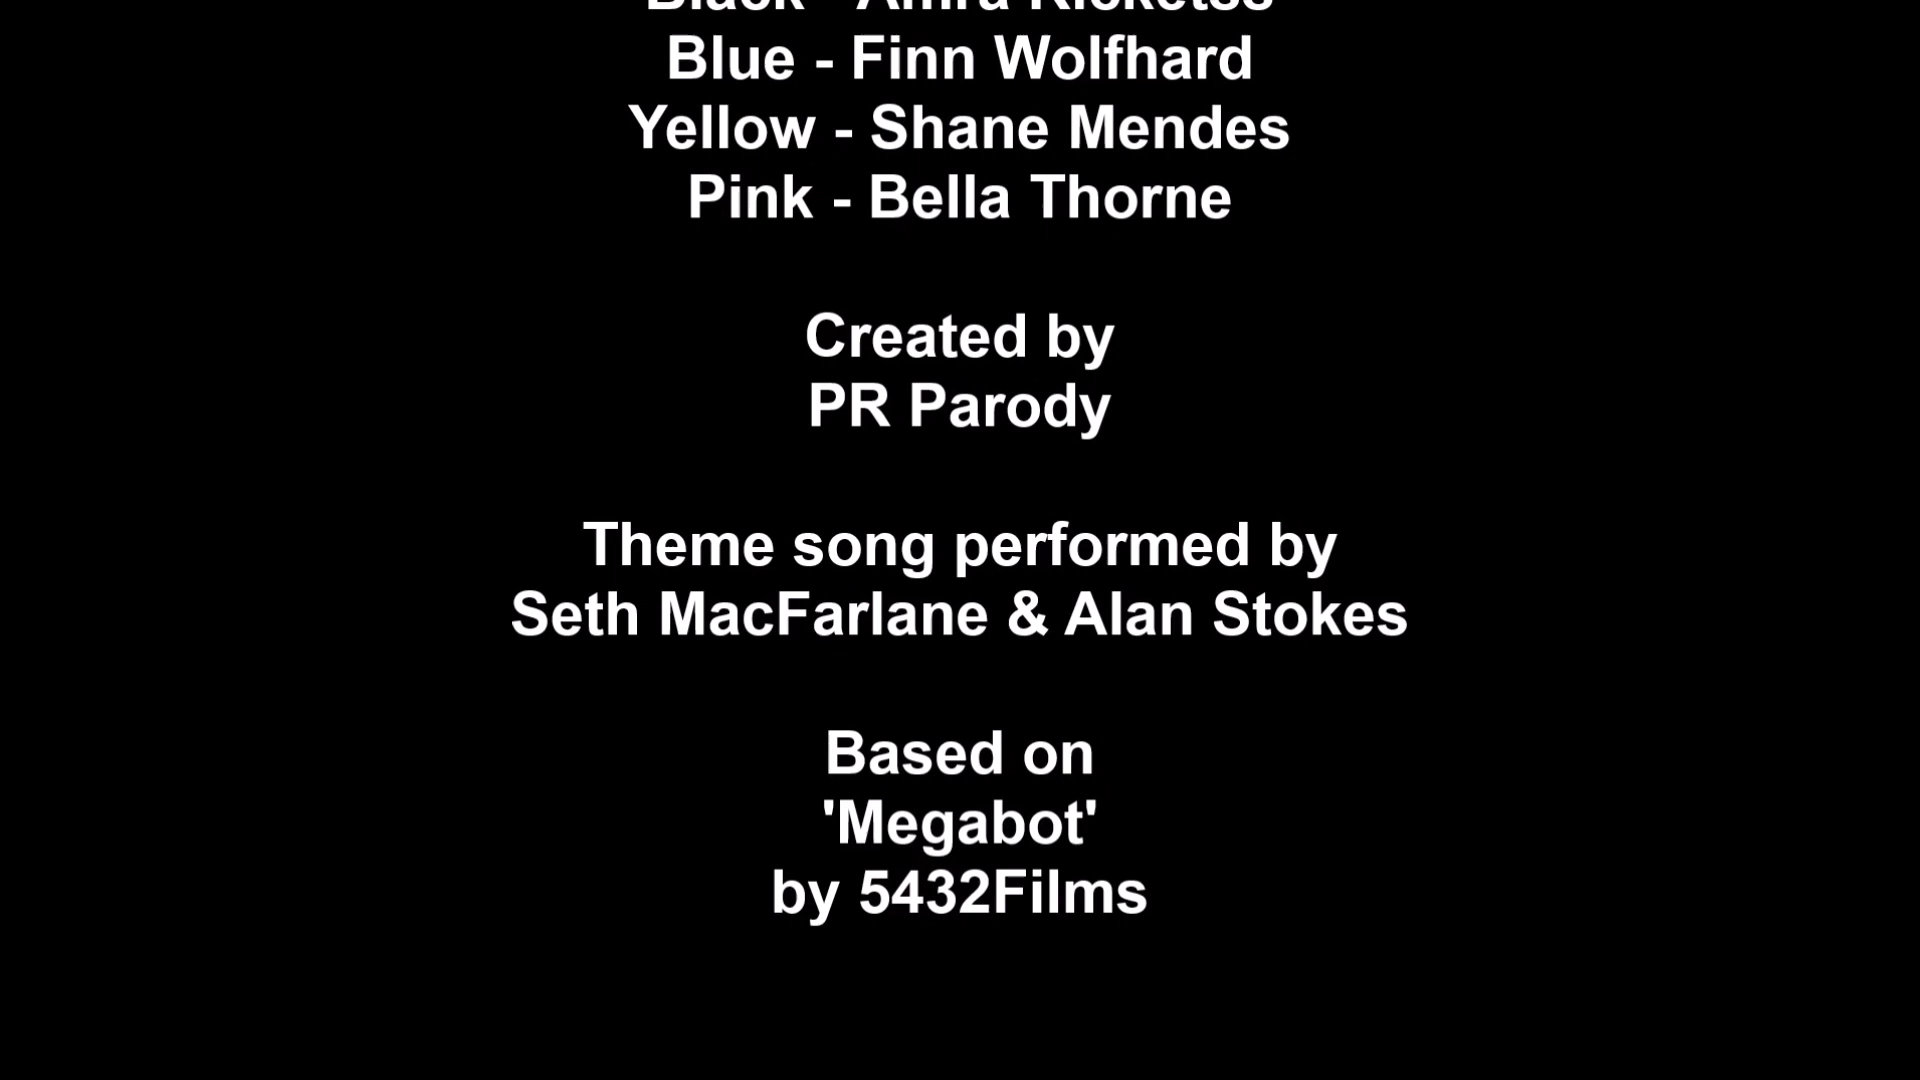 Blue - Finn Wolfhard
Yellow - Shane Mendes
Pink - Bella Thorne
Created by
PR Parody
Theme song performed by
Seth MacFarlane & Alan Stokes
Based on
'Megabot'
by 5432Films